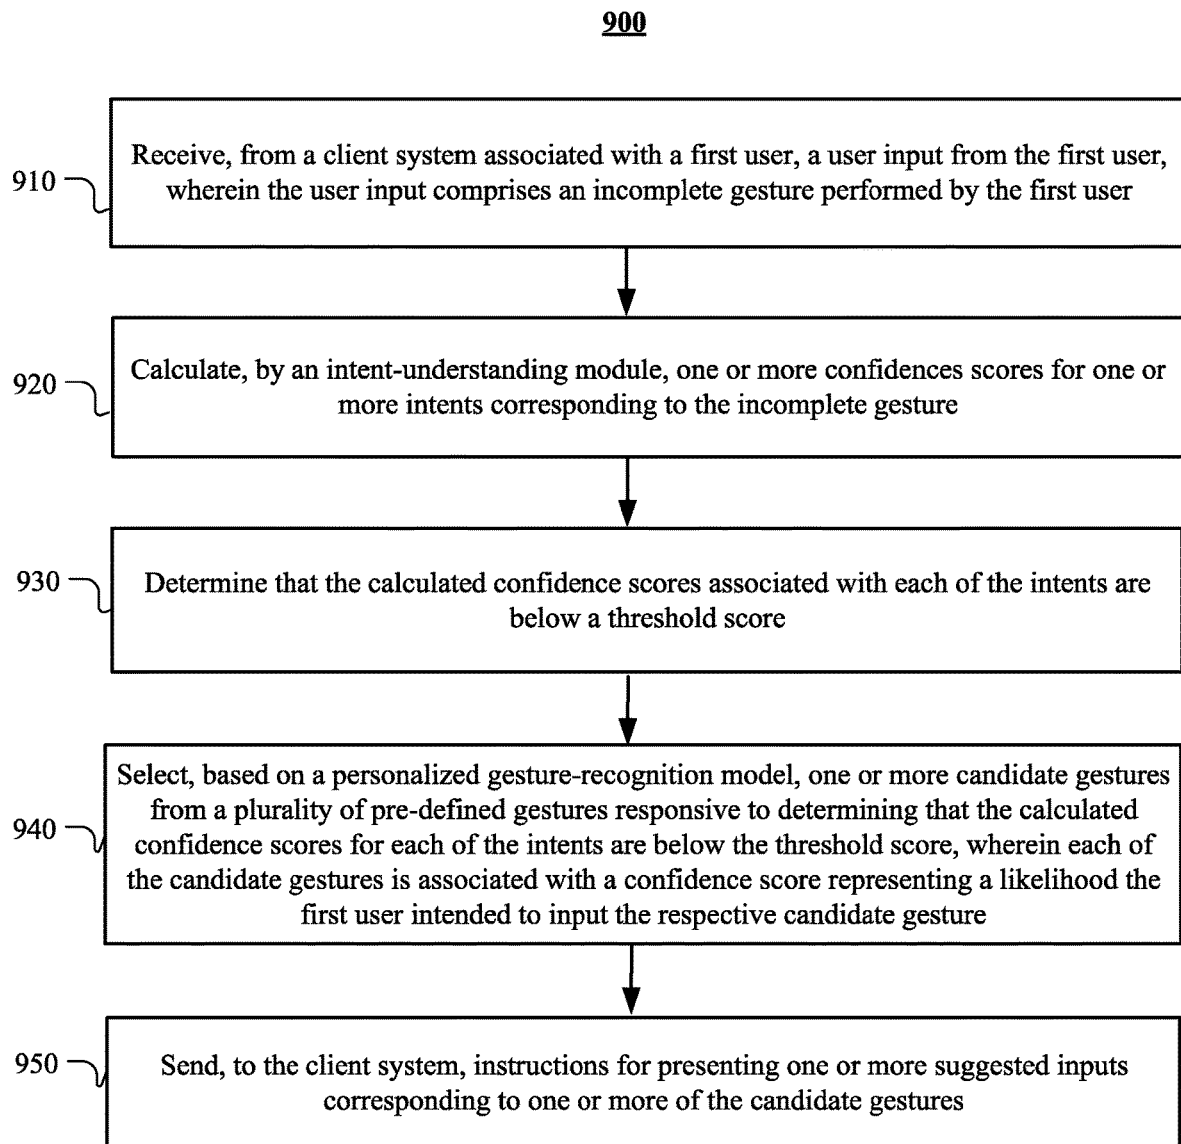 900
910
Receive, from a client system associated with a first user, a user input from the first user,
wherein the user input comprises an incomplete gesture performed by the first user
920
Calculate, by an intent-understanding module, one or more confidences scores for one or
more intents corresponding to the incomplete gesture
930
Determine that the calculated confidence scores associated with each of the intents are
below a threshold score
940
Select, based on a personalized gesture-recognition model, one or more candidate gestures
from a plurality of pre-defined gestures responsive to determining that the calculated
confidence scores for each of the intents are below the threshold score, wherein each of
the candidate gestures is associated with a confidence score representing a likelihood the
first user intended to input the respective candidate gesture
950
Send, to the client system, instructions for presenting one or more suggested inputs
corresponding to one or more of the candidate gestures